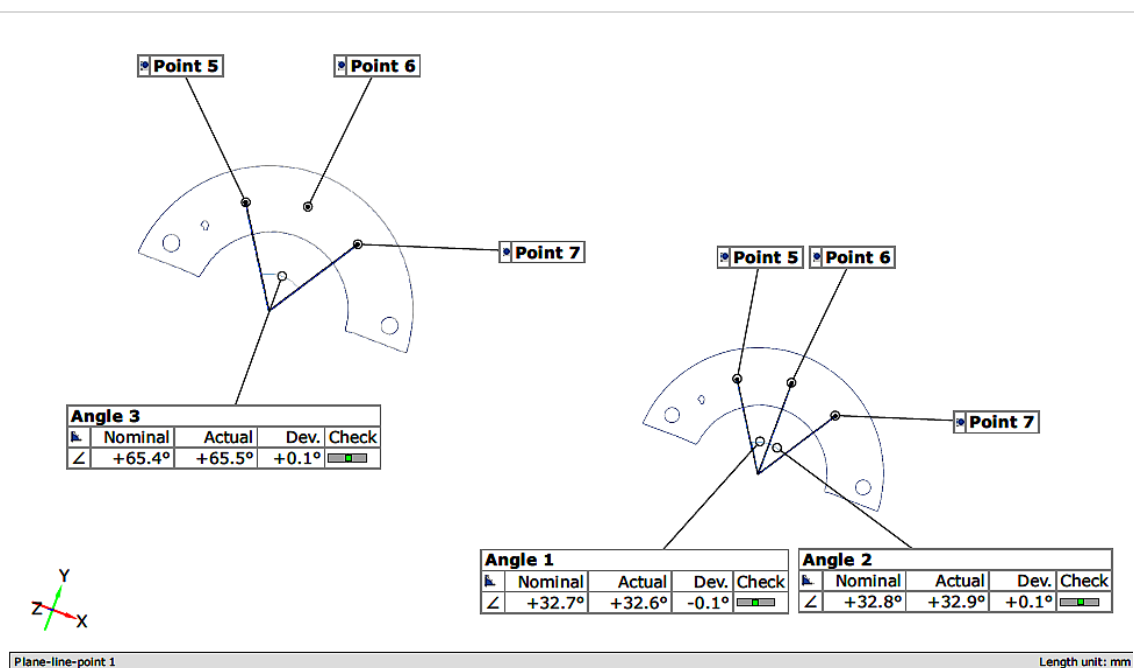 Point 5
Point 6
Point 7
Angle 3
Nominal Actual Dev. Check
+65.4° +65.5° +0.1°
Point 5
Point 6
Point 7
Angle 1
Nominal Actual Dev. Check
+32.7° +32.6° -0.1°
Angle 2
Nominal Actual Dev. Check
+32.8° +32.9° +0.1°
Y
Z
X
Plane-line-point 1
Length unit: mm